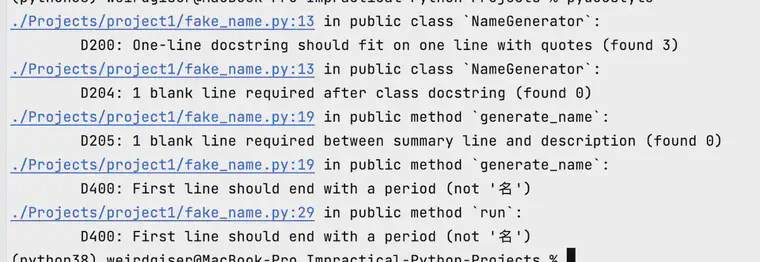 (python38) weirdgiser@MacBook-Pro Impractical-Python-Projects % pydocstyle
./Projects/project1/fake_name.py:13 in public class `NameGenerator`:
        D200: One-line docstring should fit on one line with quotes (found 3)
./Projects/project1/fake_name.py:13 in public class `NameGenerator`:
        D204: 1 blank line required after class docstring (found 0)
./Projects/project1/fake_name.py:19 in public method `generate_name`:
        D205: 1 blank line required between summary line and description (found 0)
./Projects/project1/fake_name.py:19 in public method `generate_name`:
        D400: First line should end with a period (not '名')
./Projects/project1/fake_name.py:29 in public method `run`:
        D400: First line should end with a period (not '名')
(python38) weirdgiser@MacBook-Pro Impractical-Python-Projects %